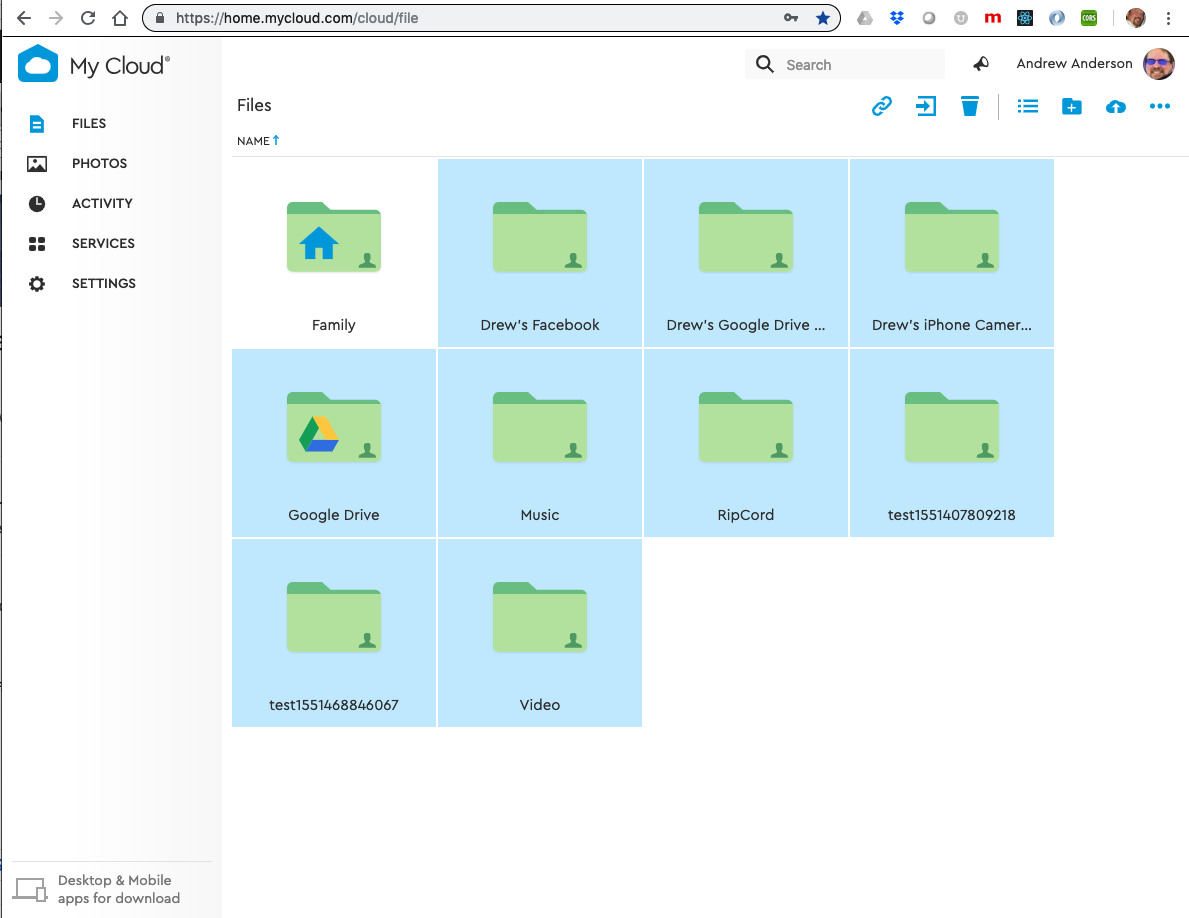 https://home.mycloud.com/cloud/file
m
CORS
My Cloud®
Search
Andrew Anderson
FILES
PHOTOS
ACTIVITY
SERVICES
SETTINGS
Files
NAME
Family
Drew's Facebook
Drew's Google Drive ...
Drew's iPhone Camer...
Google Drive
Music
RipCord
test1551407809218
test1551468846067
Video
Desktop & Mobile
apps for download